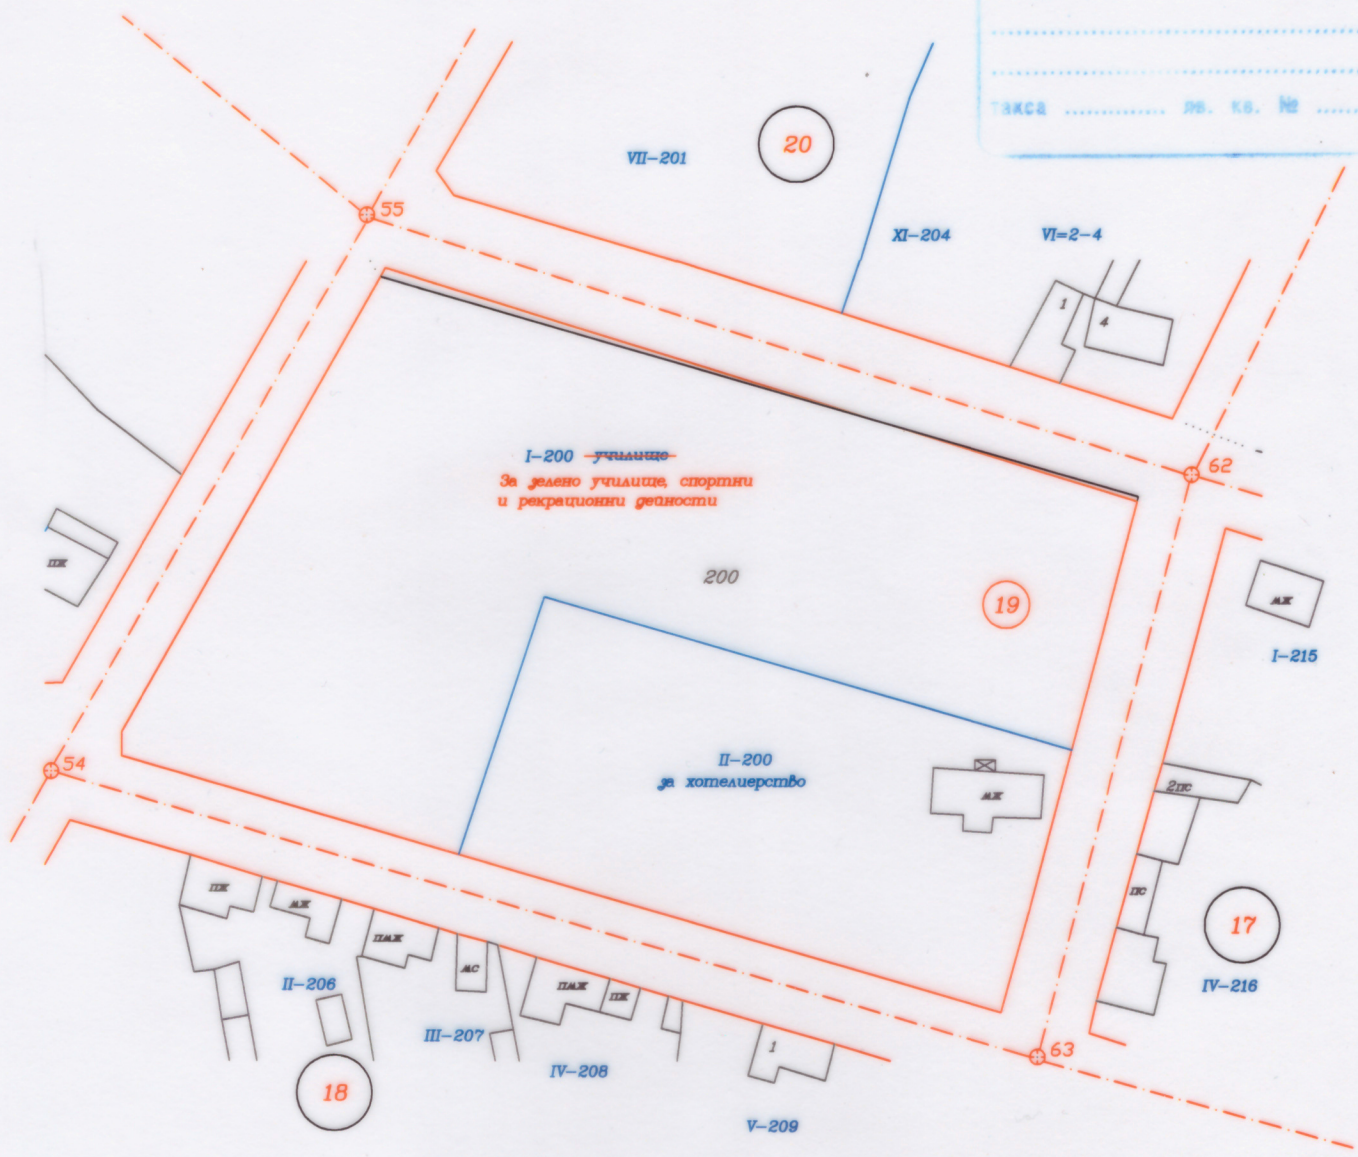 такса ............ яв. кв. № .....
20
VII-201
55
XI-204
VI=2-4
1
4
I-200 училище
За зелено училище, спортни
и рекрационни дейности
62
200
19
ПЖ
МЖ
I-215
II-200
за хотелиерство
54
МЖ
2ПС
ПС
17
IV-216
ПЖ
МЖ
ПМЖ
МС
II-206
ПМЖ
ПЖ
III-207
1
63
IV-208
18
V-209